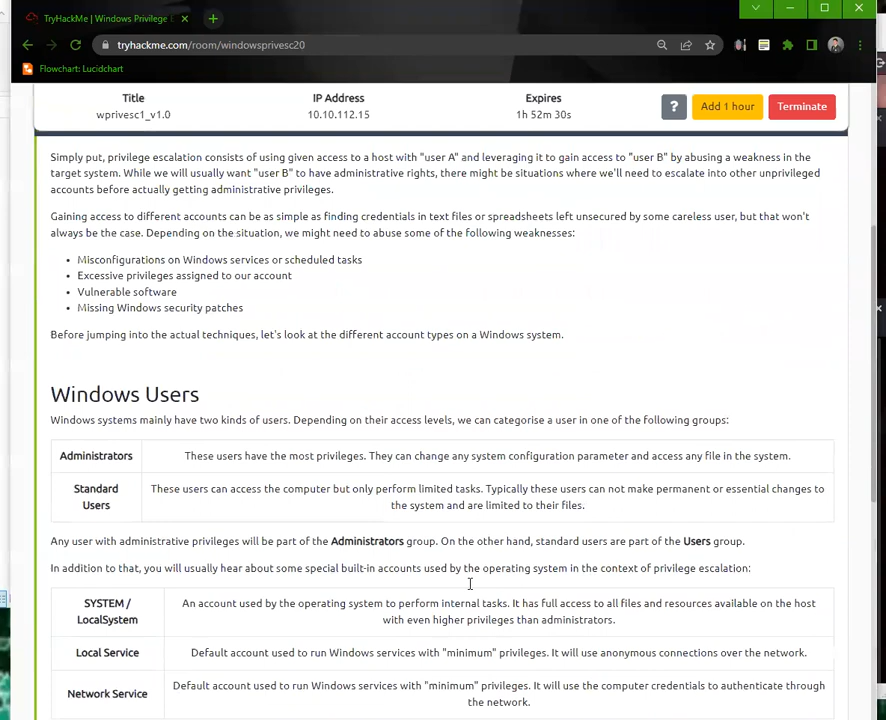 TryHackMe | Windows Privilege E
tryhackme.com/room/windowsprivesc20
Flowchart: Lucidchart
Title
wprivesc1_v1.0
IP Address
10.10.112.15
Expires
1h 52m 30s
?
Add 1 hour
Terminate
Simply put, privilege escalation consists of using given access to a host with "user A" and leveraging it to gain access to "user B" by abusing a weakness in the
target system. While we will usually want "user B" to have administrative rights, there might be situations where we'll need to escalate into other unprivileged
accounts before actually getting administrative privileges.
Gaining access to different accounts can be as simple as finding credentials in text files or spreadsheets left unsecured by some careless user, but that won't
always be the case. Depending on the situation, we might need to abuse some of the following weaknesses:
• Misconfigurations on Windows services or scheduled tasks
• Excessive privileges assigned to our account
• Vulnerable software
• Missing Windows security patches
Before jumping into the actual techniques, let's look at the different account types on a Windows system.
Windows Users
Windows systems mainly have two kinds of users. Depending on their access levels, we can categorise a user in one of the following groups:
Administrators
These users have the most privileges. They can change any system configuration parameter and access any file in the system.
Standard
Users
These users can access the computer but only perform limited tasks. Typically these users can not make permanent or essential changes to
the system and are limited to their files.
Any user with administrative privileges will be part of the Administrators group. On the other hand, standard users are part of the Users group.
In addition to that, you will usually hear about some special built-in accounts used by the operating system in the context of privilege escalation:
SYSTEM /
LocalSystem
An account used by the operating system to perform internal tasks. It has full access to all files and resources available on the host
with even higher privileges than administrators.
Local Service
Default account used to run Windows services with "minimum" privileges. It will use anonymous connections over the network.
Network Service
Default account used to run Windows services with "minimum" privileges. It will use the computer credentials to authenticate through
the network.